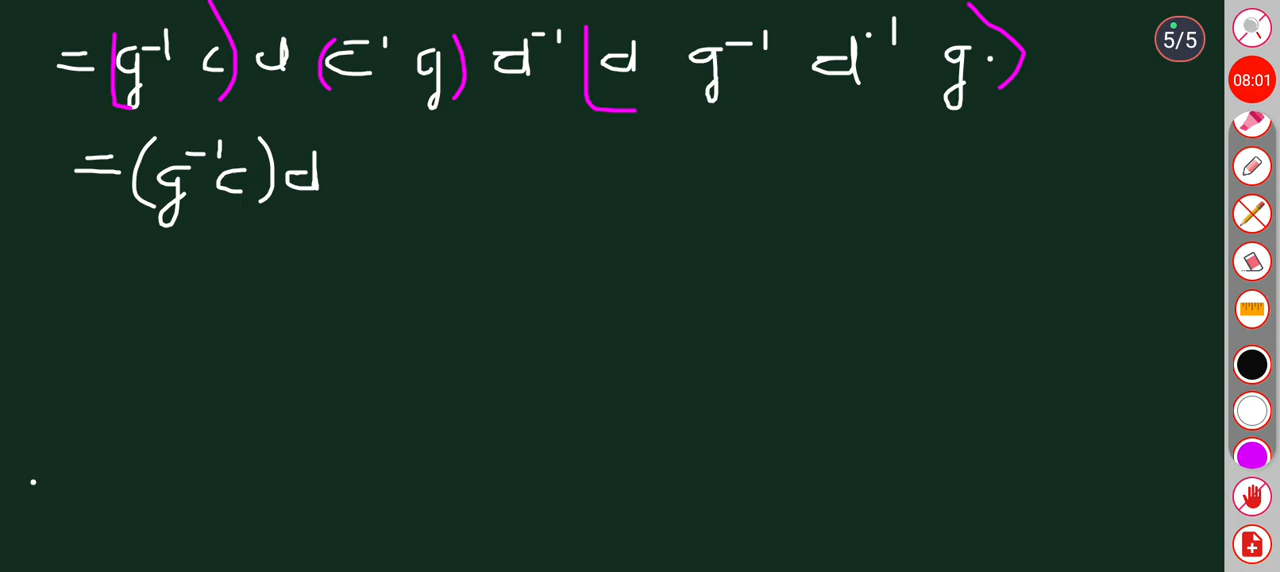 5/5
= [g⁻¹ c) d (c⁻¹ g) d⁻¹ [d g⁻¹ d⁻¹ g.)
08:01
= (g⁻¹c) d